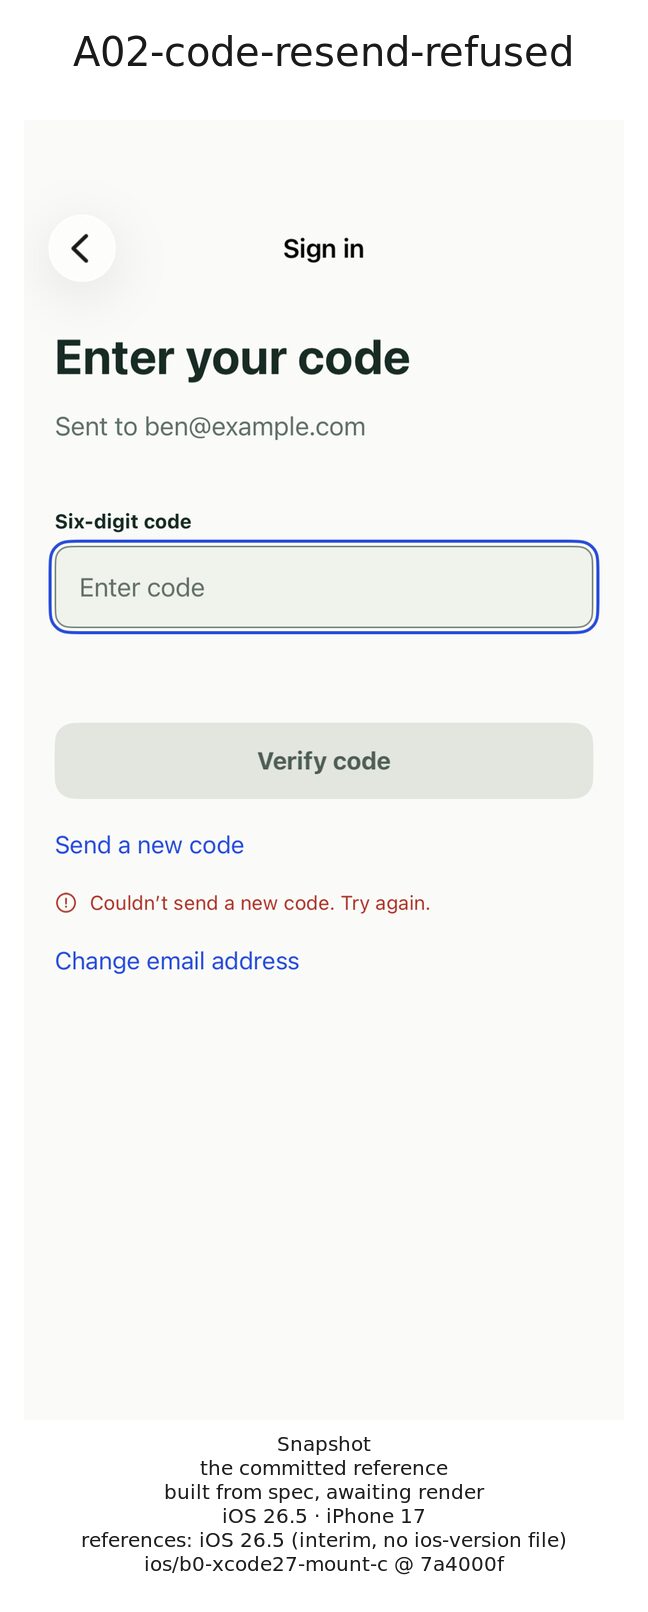 A02-code-resend-refused
Sign in
Enter your code
Sent to ben@example.com
Six-digit code
Enter code
Verify code
Send a new code
Couldn’t send a new code. Try again.
Change email address
Snapshot
the committed reference
built from spec, awaiting render
iOS 26.5 · iPhone 17
references: iOS 26.5 (interim, no ios-version file)
ios/b0-xcode27-mount-c @ 7a4000f